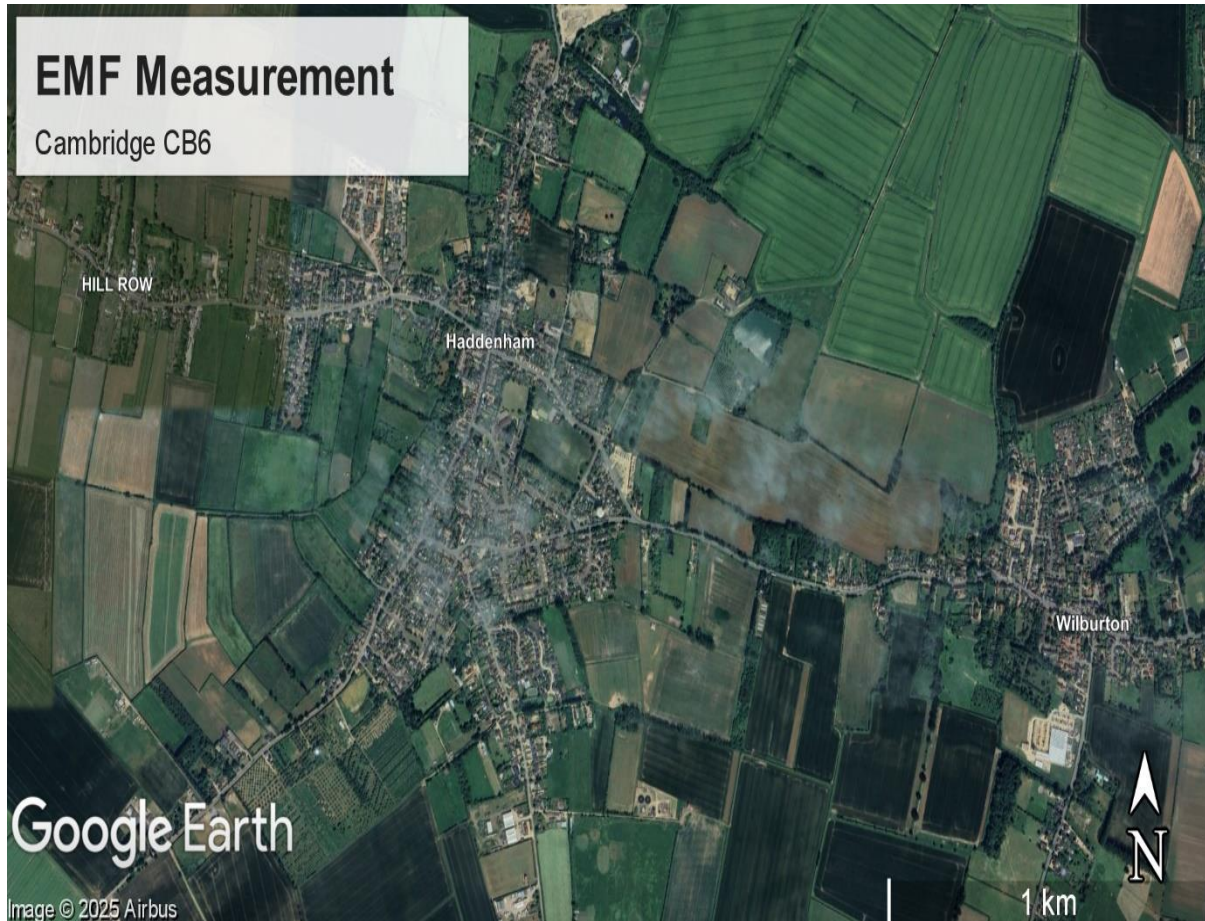 EMF Measurement
Cambridge CB6
HILL ROW
Haddenham
Wilburton
Google Earth
N
Image © 2025 Airbus
1 km